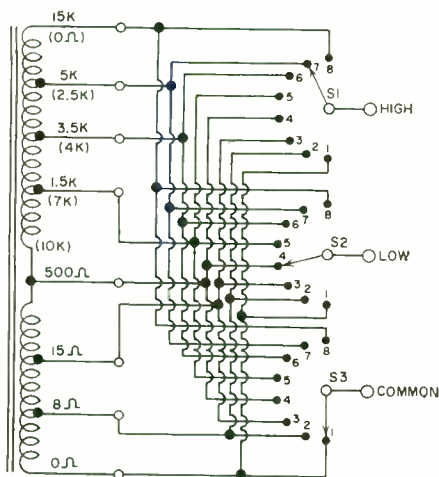 15K
(0Ω)
5K
(2.5K)
3.5K
(4K)
1.5K
(7K)
(10K)
500Ω
15Ω
8Ω
0Ω
8
7
6
5
4
3
2
1
S1
HIGH
8
7
6
5
4
3
2
1
S2
LOW
8
7
6
5
4
3
2
1
S3
COMMON